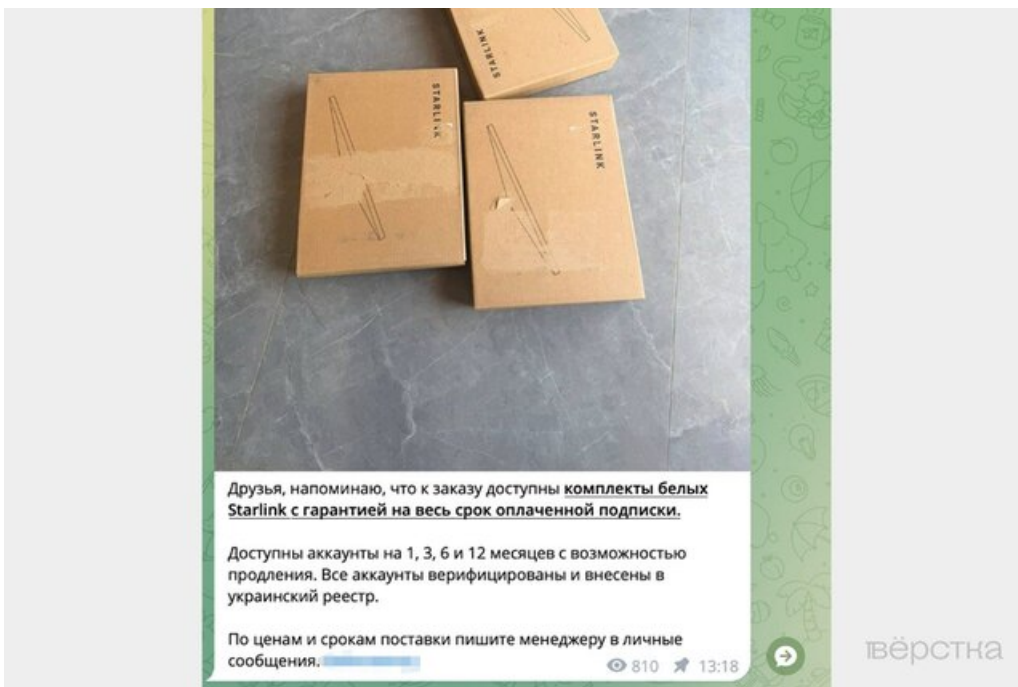 STARLINK
STARLINK
STARLINK
Друзья, напоминаю, что к заказу доступны комплекты белых
Starlink с гарантией на весь срок оплаченной подписки.
Доступны аккаунты на 1, 3, 6 и 12 месяцев с возможностью
продления. Все аккаунты верифицированы и внесены в
украинский реестр.
По ценам и срокам поставки пишите менеджеру в личные
сообщения.
810 13:18
вёрстка